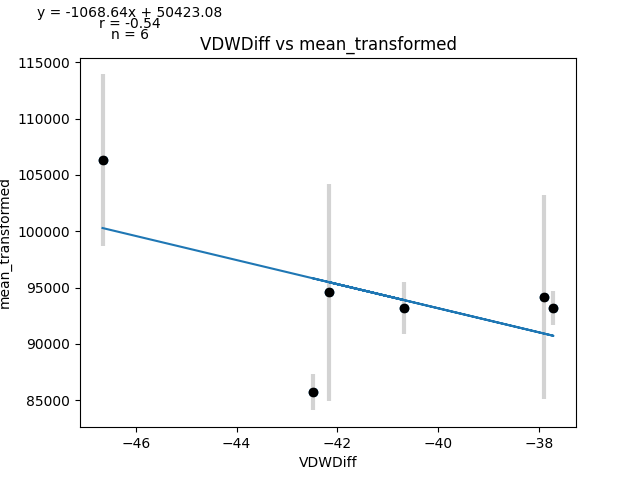 y = -1068.64x + 50423.08
r = -0.54
n = 6
VDWDiff vs mean_transformed
115000
110000
105000
100000
95000
90000
85000
mean_transformed
−46
−44
−42
−40
−38
VDWDiff